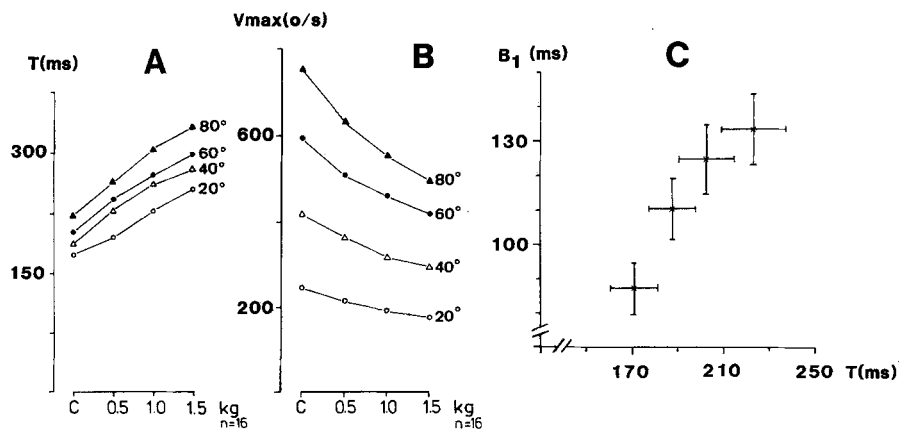 A
T(ms)
300
150
80°
60°
40°
20°
C 0.5 1.0 1.5 kg
n=16
B
Vmax(o/s)
600
200
80°
60°
40°
20°
C 0.5 1.0 1.5 kg
n=16
C
B₁ (ms)
130
100
170 210 250 T(ms)